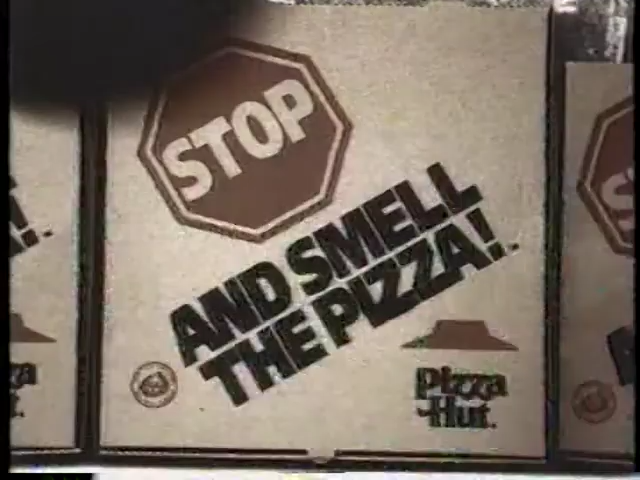 STOP
AND SMELL
THE PIZZA!
Pizza
Hut.